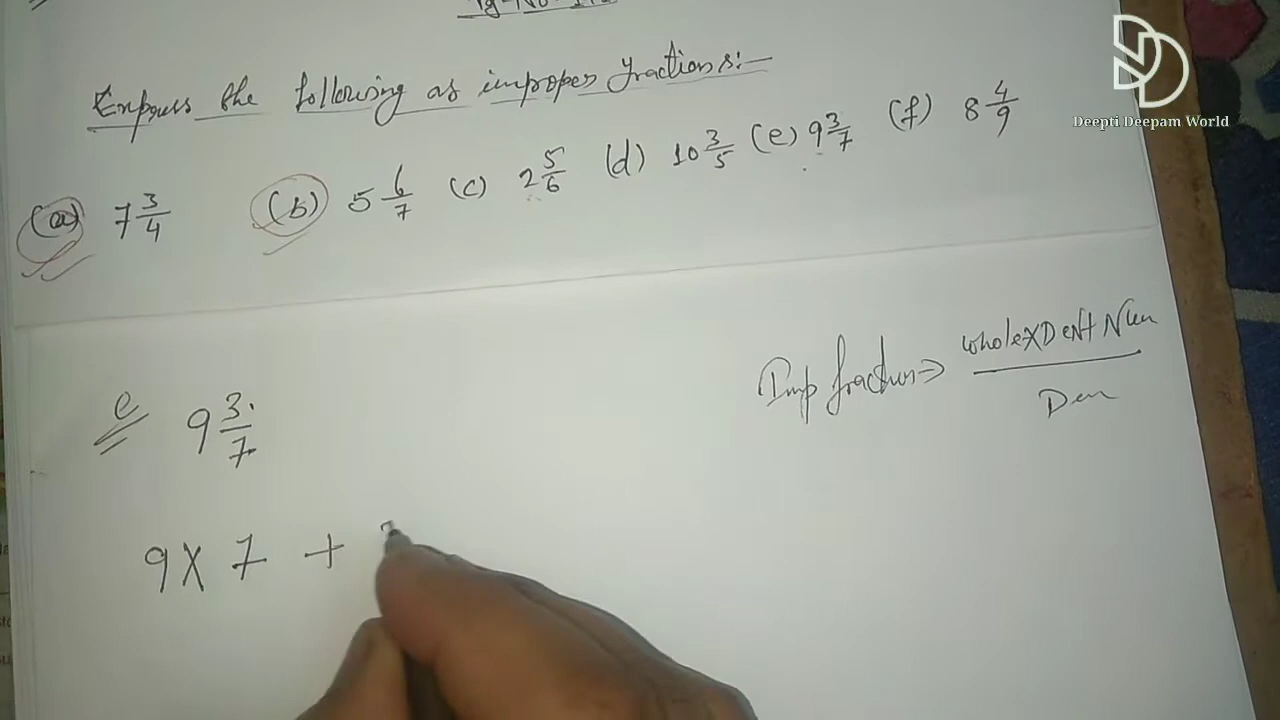 Express the following as improper fractions:-
(a) 7 3/4 (b) 5 6/7 (c) 2 5/6 (d) 10 3/5 (e) 9 3/7 (f) 8 4/9
Imp fraction => whole X Den + Num / Den
e 9 3/7
9 X 7 +
Deepti Deepam World